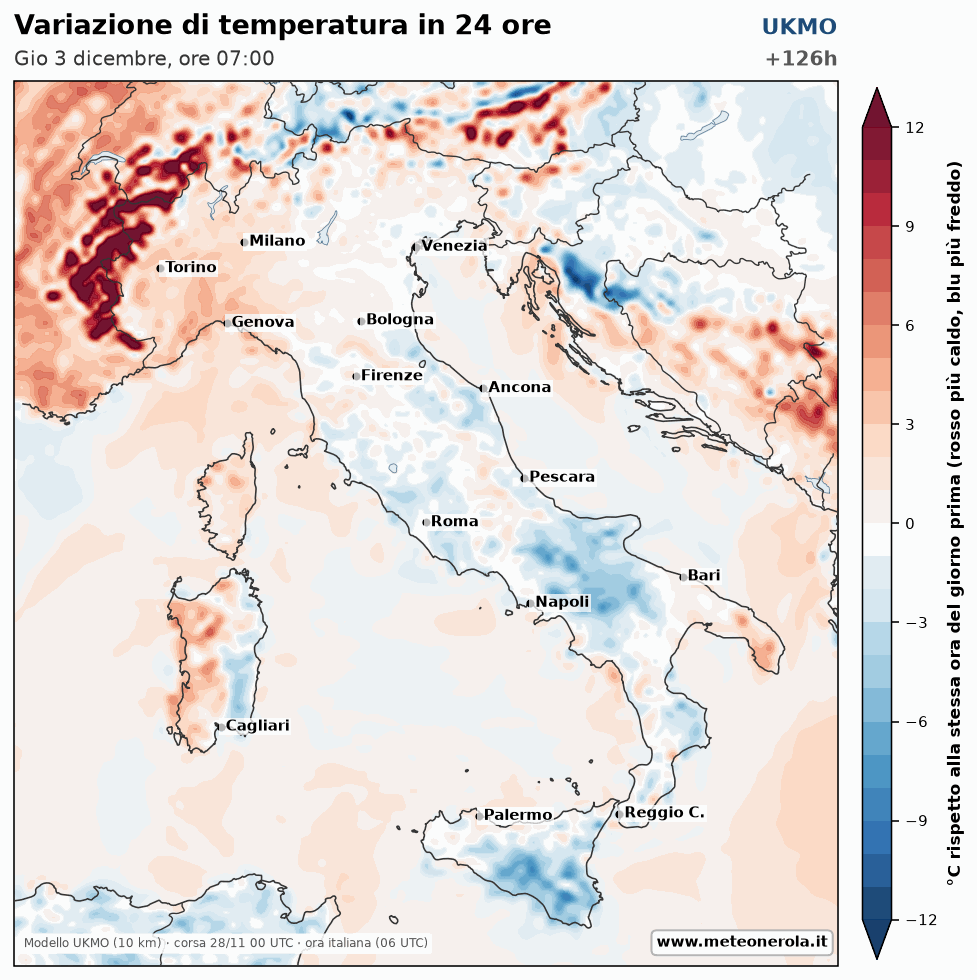 Variazione di temperatura in 24 ore
UKMO
Gio 3 dicembre, ore 07:00
+126h
Milano
Venezia
Torino
Genova
Bologna
Firenze
Ancona
Pescara
Roma
Bari
Napoli
Cagliari
Palermo
Reggio C.
12
9
6
3
0
−3
−6
−9
−12
°C rispetto alla stessa ora del giorno prima (rosso più caldo, blu più freddo)
Modello UKMO (10 km) · corsa 28/11 00 UTC · ora italiana (06 UTC)
www.meteonerola.it